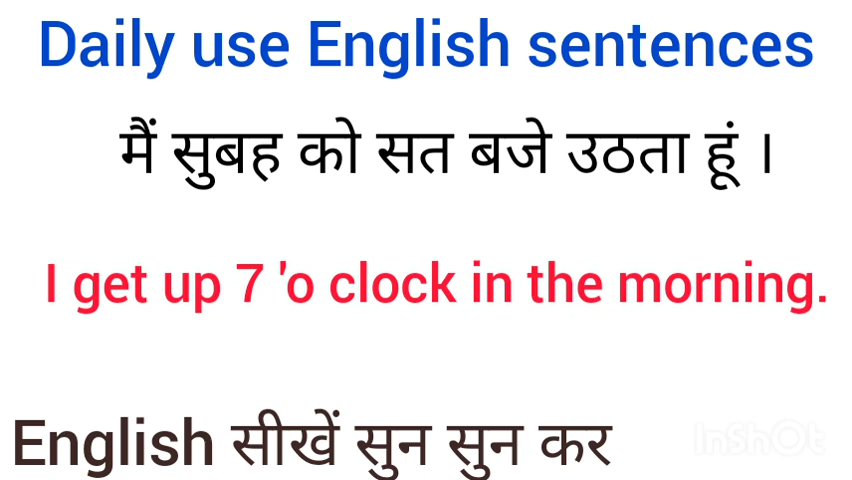 Daily use English sentences
मैं सुबह को सत बजे उठता हूं ।
I get up 7 'o clock in the morning.
English सीखें सुन सुन कर
InShOt